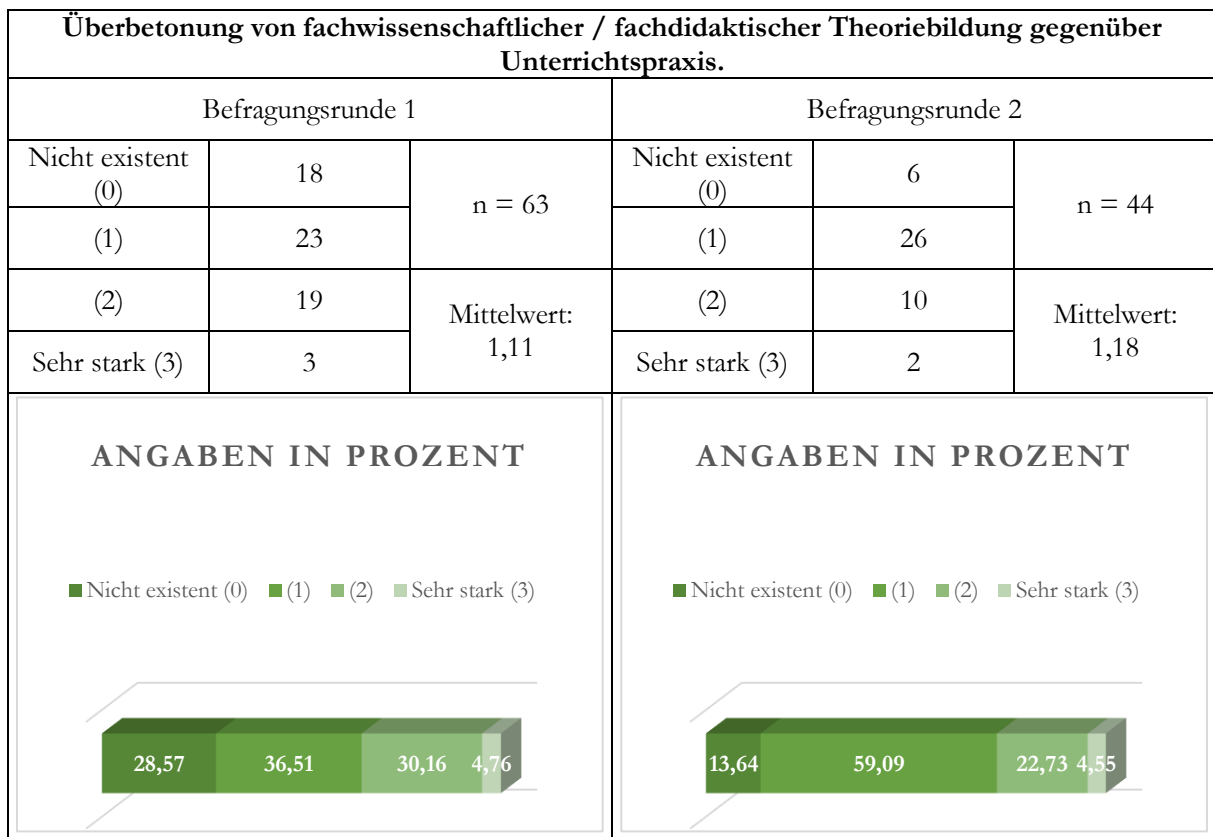 Überbetonung von fachwissenschaftlicher / fachdidaktischer Theoriebildung gegenüber
Unterrichtspraxis.
Befragungsrunde 1
Befragungsrunde 2
Nicht existent
(0)
18
n = 63
Nicht existent
(0)
6
n = 44
(1)
23
(1)
26
(2)
19
Mittelwert:
1,11
(2)
10
Mittelwert:
1,18
Sehr stark (3)
3
Sehr stark (3)
2
ANGABEN IN PROZENT
Nicht existent (0) (1) (2) Sehr stark (3)
28,57 36,51 30,16 4,76
ANGABEN IN PROZENT
Nicht existent (0) (1) (2) Sehr stark (3)
13,64 59,09 22,73 4,55